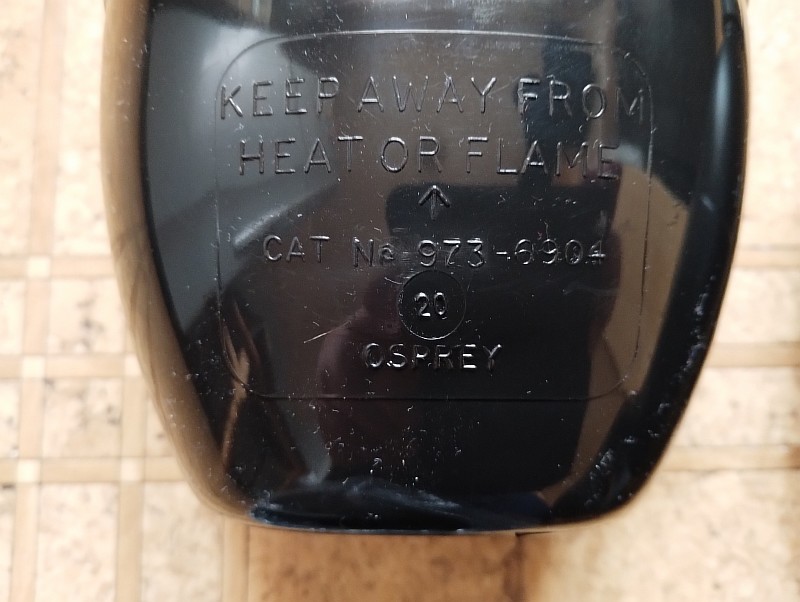 KEEP AWAY FROM
HEAT OR FLAME
↑
CAT No 973-6904
20
OSPREY